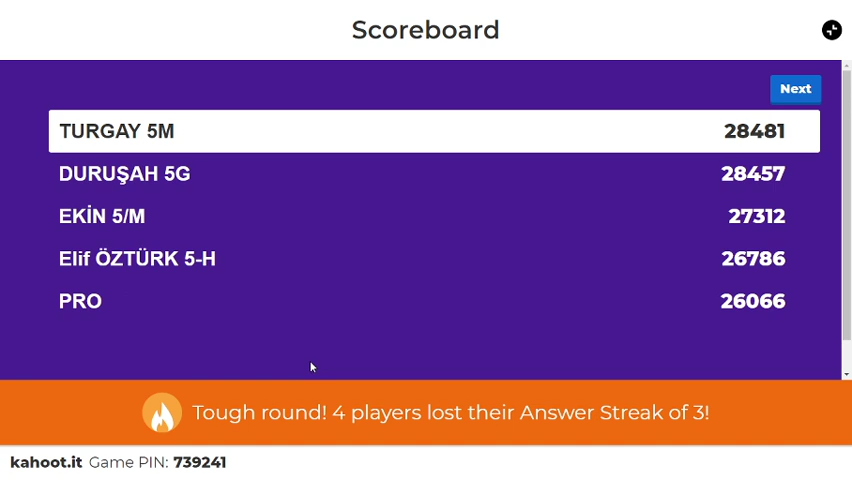 Scoreboard
Next
TURGAY 5M 28481
DURUŞAH 5G 28457
EKİN 5/M 27312
Elif ÖZTÜRK 5-H 26786
PRO 26066
Tough round! 4 players lost their Answer Streak of 3!
kahoot.it Game PIN: 739241